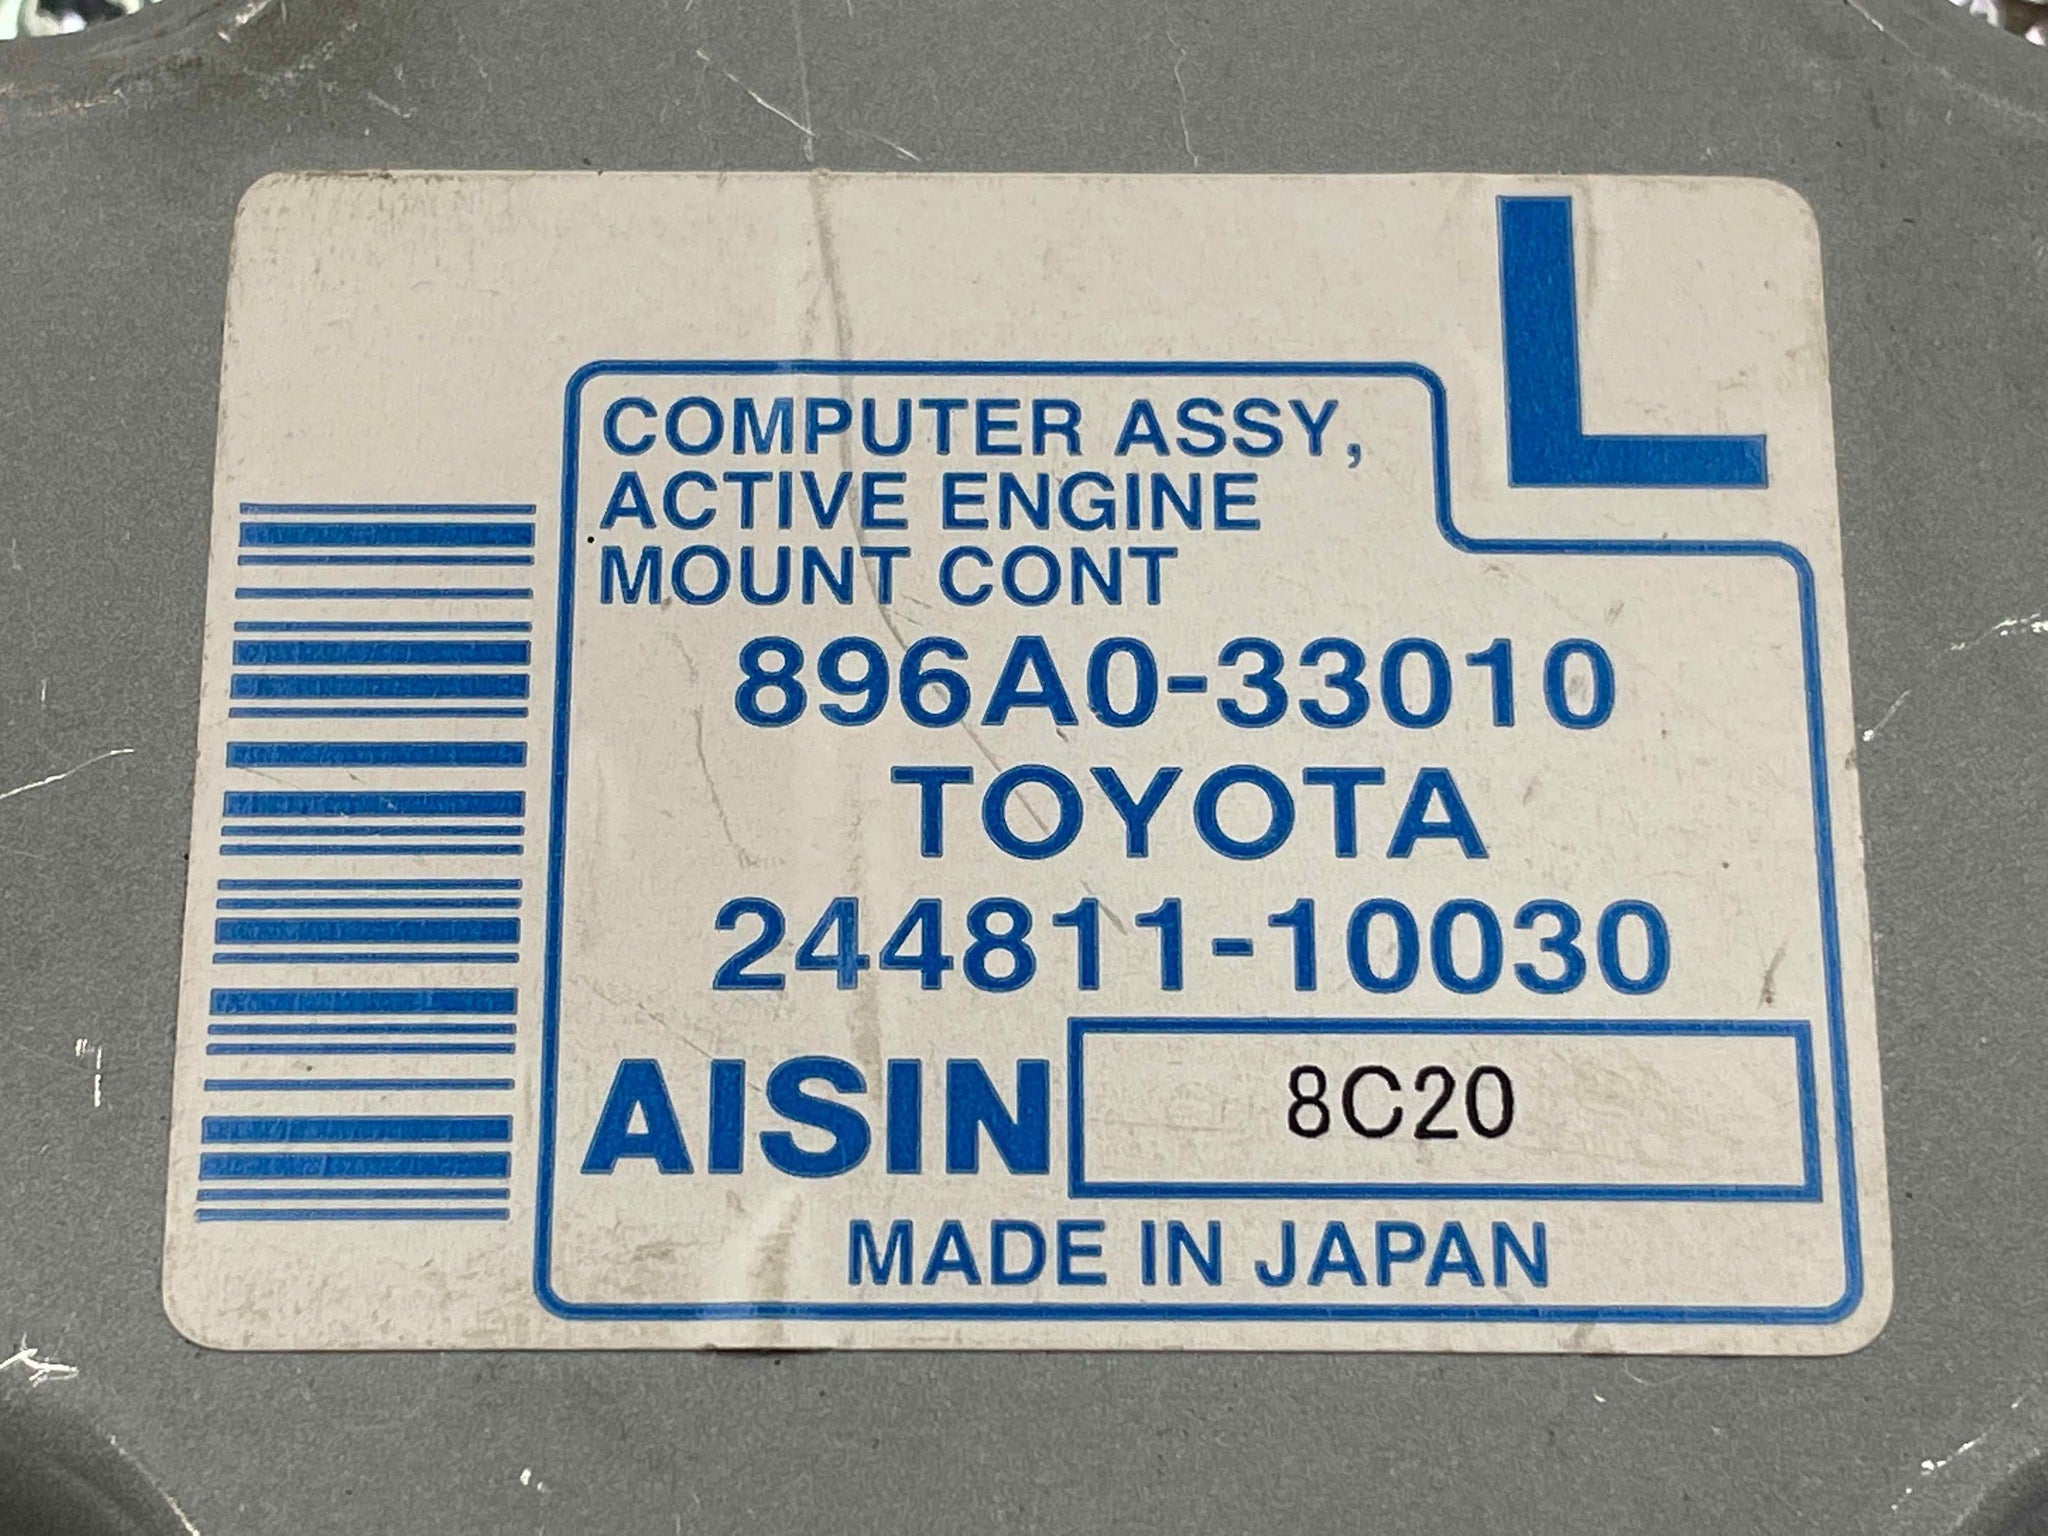 L
COMPUTER ASSY,
ACTIVE ENGINE
MOUNT CONT
896A0-33010
TOYOTA
244811-10030
AISIN 8C20
MADE IN JAPAN